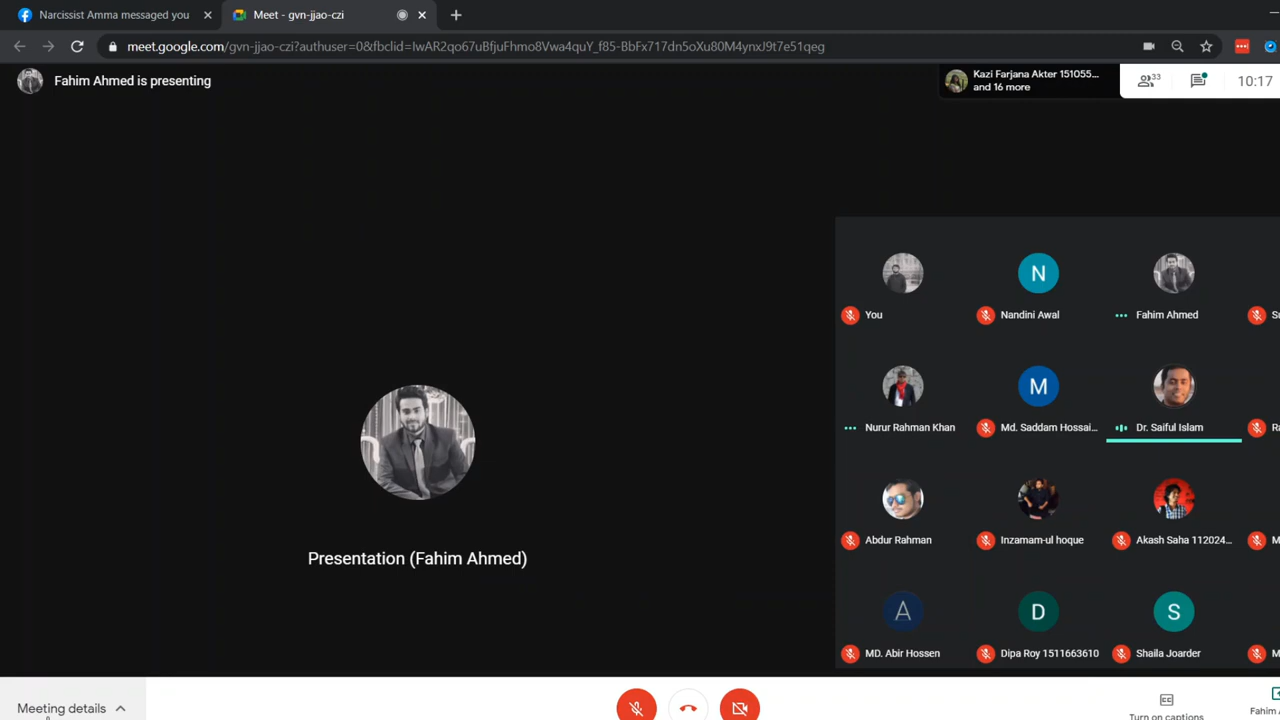 Narcissist Amma messaged you
Meet - gvn-jjao-czi
meet.google.com/gvn-jjao-czi?authuser=0&fbclid=IwAR2qo67uBfjuFhmo8Vwa4quY_f85-BbFx717dn5oXu80M4ynxJ9t7e51qeg
Fahim Ahmed is presenting
Kazi Farjana Akter 151055...
and 16 more
33
10:17
N
You
Nandini Awal
Fahim Ahmed
M
Nurur Rahman Khan
Md. Saddam Hossai...
Dr. Saiful Islam
Abdur Rahman
Inzamam-ul hoque
Akash Saha 112024...
Presentation (Fahim Ahmed)
A
D
S
MD. Abir Hossen
Dipa Roy 1511663610
Shaila Joarder
M
Meeting details
Turn on captions
Fahim A